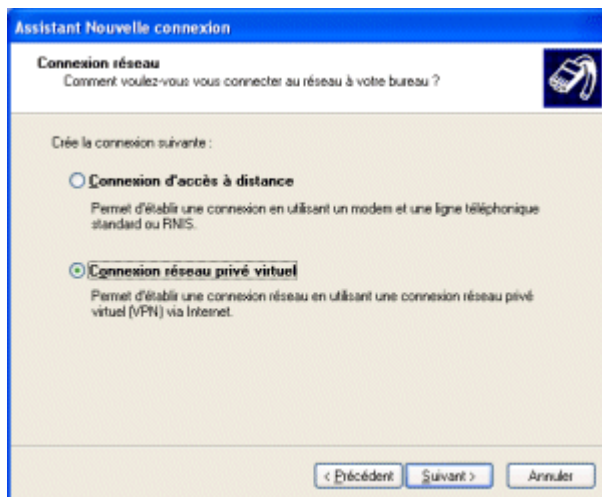 Assistant Nouvelle connexion
Connexion réseau
Comment voulez-vous vous connecter au réseau à votre bureau ?
Crée la connexion suivante :
Connexion d'accès à distance
Permet d'établir une connexion en utilisant un modem et une ligne téléphonique
standard ou RNIS.
Connexion réseau privé virtuel
Permet d'établir une connexion réseau en utilisant une connexion réseau privé
virtuel (VPN) via Internet.
< Précédent Suivant > Annuler